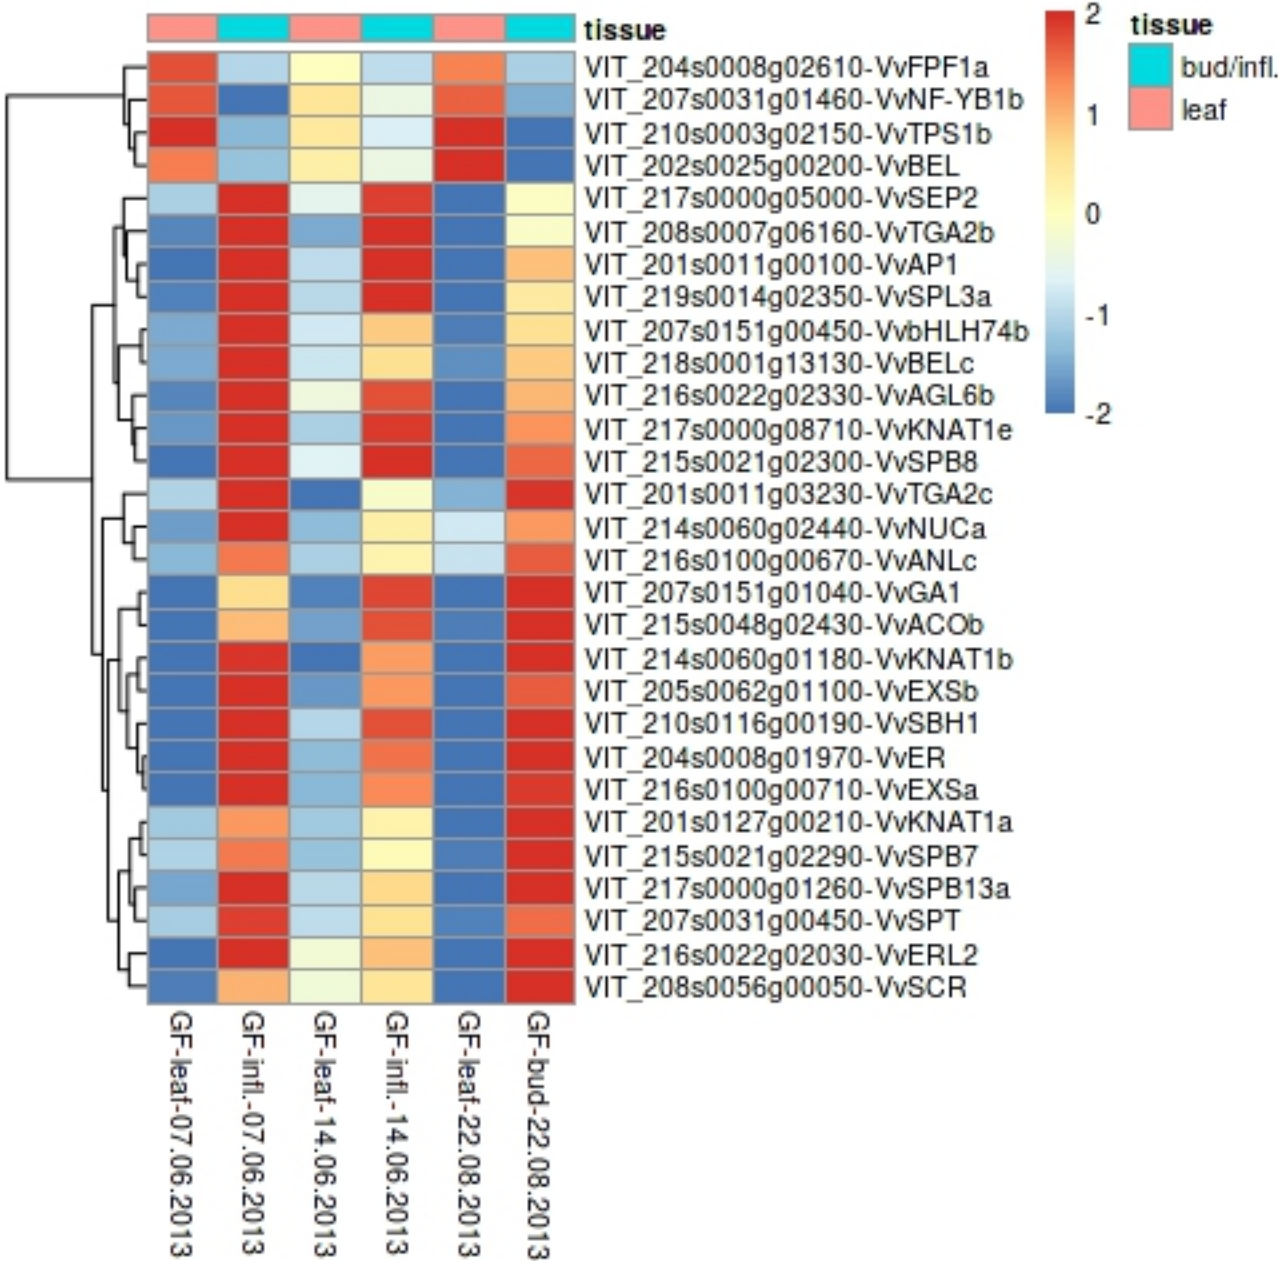 tissue
VIT_204s0008g02610-VvFPF1a
VIT_207s0031g01460-VvNF-YB1b
VIT_210s0003g02150-VvTPS1b
VIT_202s0025g00200-VvBEL
VIT_217s0000g05000-VvSEP2
VIT_208s0007g06160-VvTGA2b
VIT_201s0011g00100-VvAP1
VIT_219s0014g02350-VvSPL3a
VIT_207s0151g00450-VvbHLH74b
VIT_218s0001g13130-VvBELc
VIT_216s0022g02330-VvAGL6b
VIT_217s0000g08710-VvKNAT1e
VIT_215s0021g02300-VvSPB8
VIT_201s0011g03230-VvTGA2c
VIT_214s0060g02440-VvNUCa
VIT_216s0100g00670-VvANLc
VIT_207s0151g01040-VvGA1
VIT_215s0048g02430-VvACOb
VIT_214s0060g01180-VvKNAT1b
VIT_205s0062g01100-VvEXSb
VIT_210s0116g00190-VvSBH1
VIT_204s0008g01970-VvER
VIT_216s0100g00710-VvEXSa
VIT_201s0127g00210-VvKNAT1a
VIT_215s0021g02290-VvSPB7
VIT_217s0000g01260-VvSPB13a
VIT_207s0031g00450-VvSPT
VIT_216s0022g02030-VvERL2
VIT_208s0056g00050-VvSCR
GF-leaf-07.06.2013
GF-infl.-07.06.2013
GF-leaf-14.06.2013
GF-infl.-14.06.2013
GF-leaf-22.08.2013
GF-bud-22.08.2013
2
1
0
-1
-2
tissue
bud/infl.
leaf